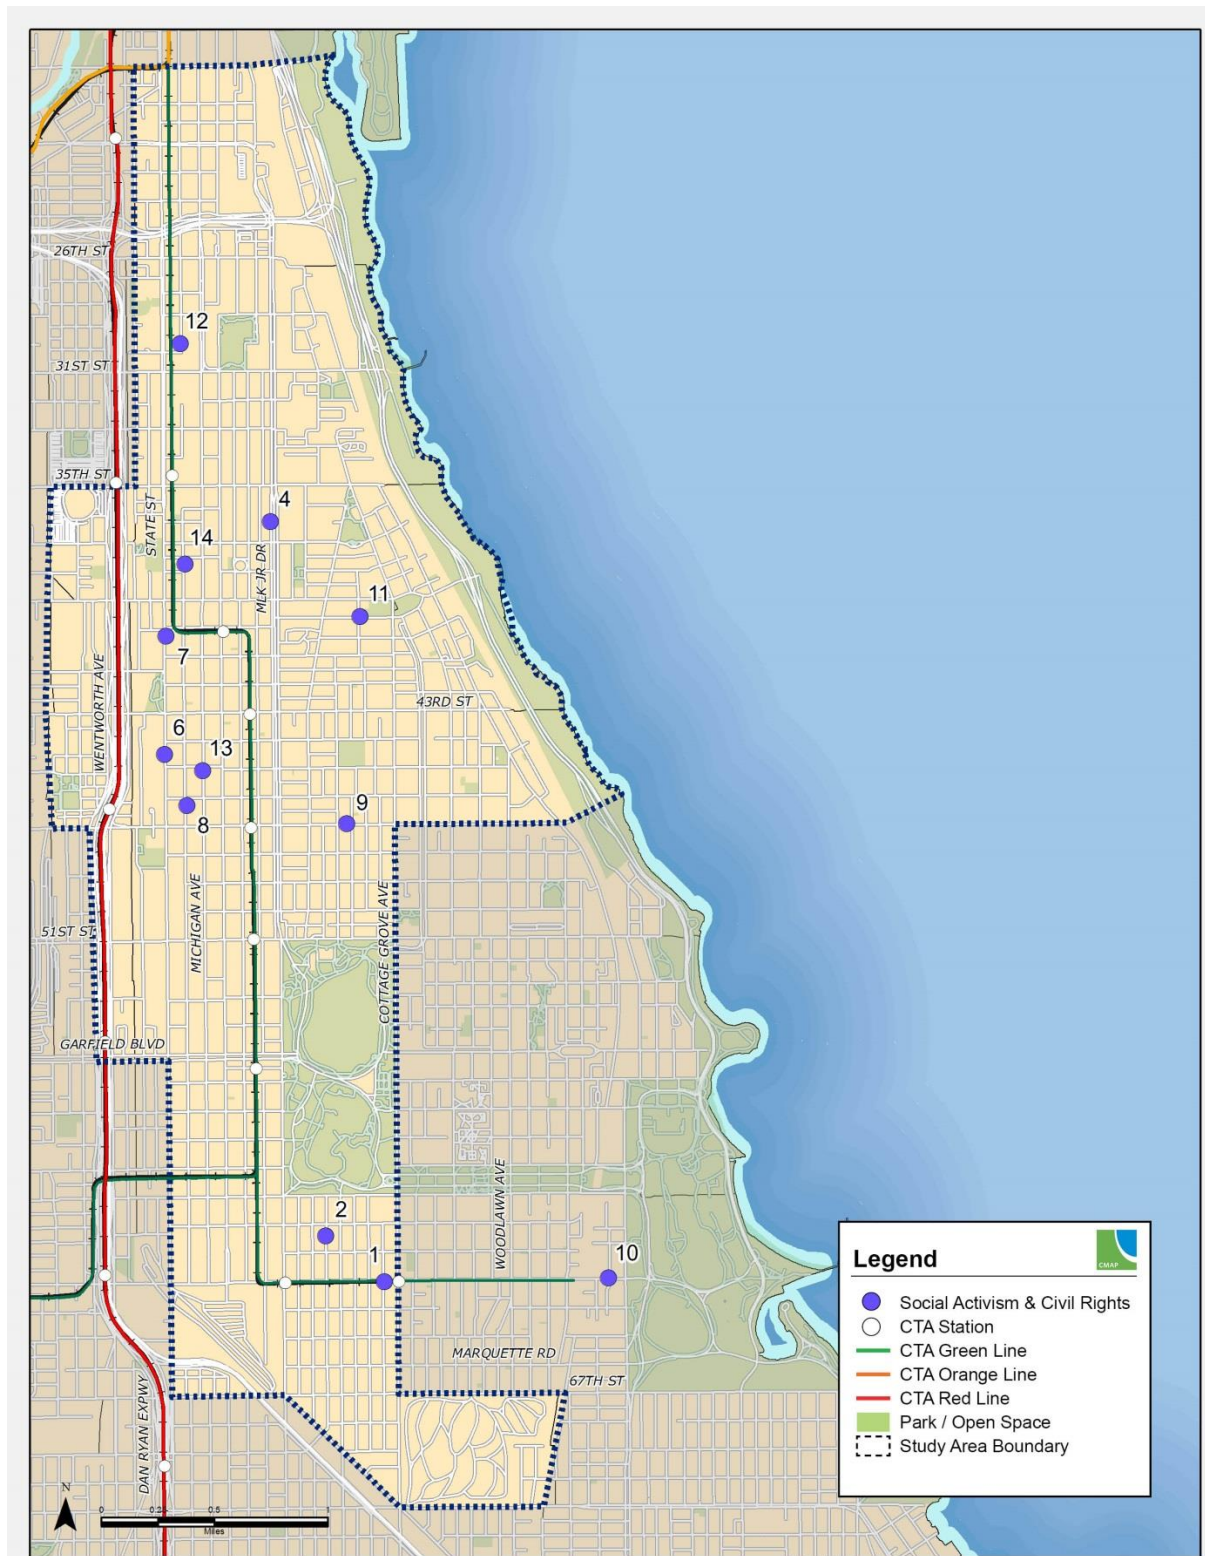 26TH ST
12
31ST ST
35TH ST
STATE ST
4
14
MLK JR DR
11
7
WENTWORTH AVE
43RD ST
6
13
8
9
MICHIGAN AVE
COTTAGE GROVE AVE
51ST ST
GARFIELD BLVD
WOODLAWN AVE
2
1
10
MARQUETTE RD
67TH ST
DAN RYAN EXPWY
N
0
0.5
1
Miles
Legend
CMAP
Social Activism & Civil Rights
CTA Station
CTA Green Line
CTA Orange Line
CTA Red Line
Park / Open Space
Study Area Boundary